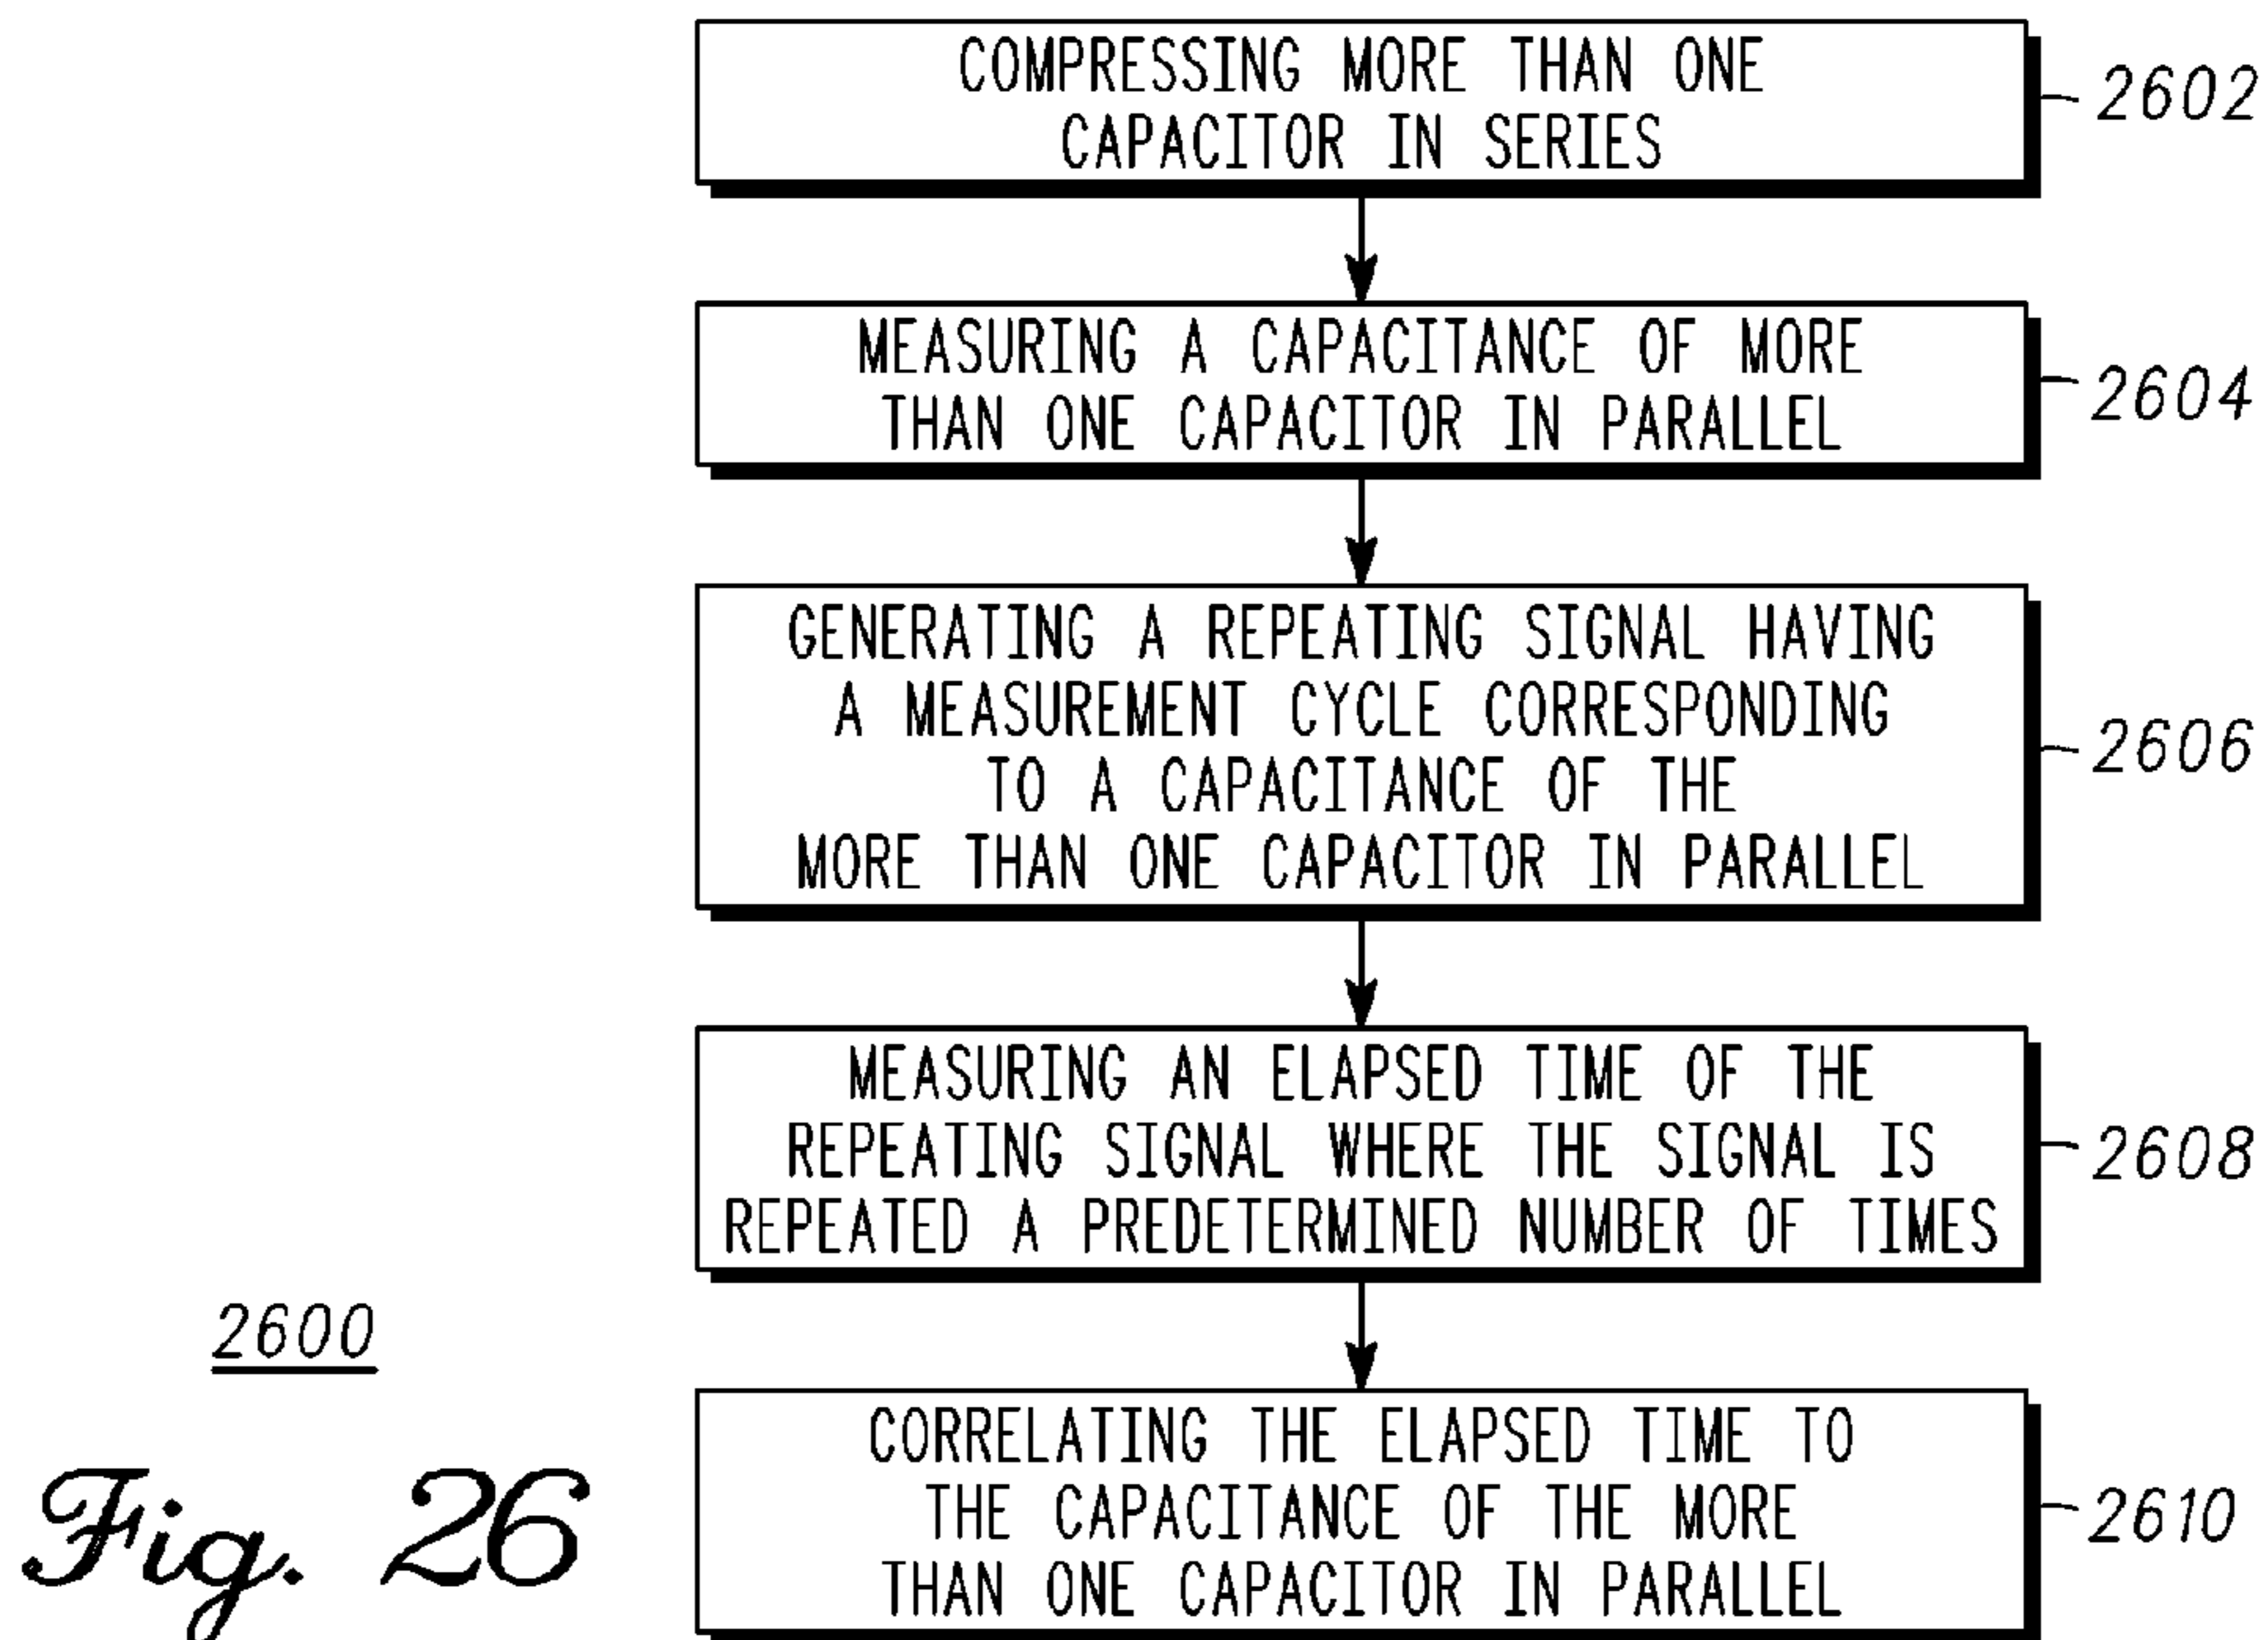 COMPRESSING MORE THAN ONE
CAPACITOR IN SERIES
2602
MEASURING A CAPACITANCE OF MORE
THAN ONE CAPACITOR IN PARALLEL
2604
GENERATING A REPEATING SIGNAL HAVING
A MEASUREMENT CYCLE CORRESPONDING
TO A CAPACITANCE OF THE
MORE THAN ONE CAPACITOR IN PARALLEL
2606
MEASURING AN ELAPSED TIME OF THE
REPEATING SIGNAL WHERE THE SIGNAL IS
REPEATED A PREDETERMINED NUMBER OF TIMES
2608
CORRELATING THE ELAPSED TIME TO
THE CAPACITANCE OF THE MORE
THAN ONE CAPACITOR IN PARALLEL
2610
2600
Fig. 26